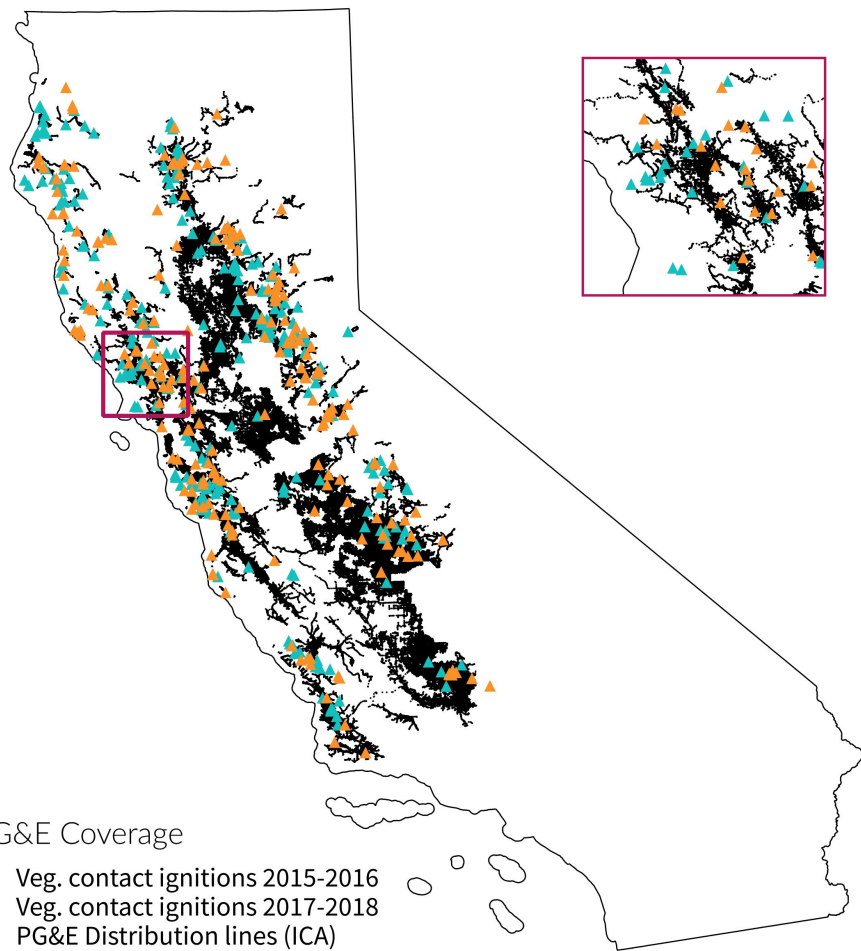 G&E Coverage
Veg. contact ignitions 2015-2016
Veg. contact ignitions 2017-2018
PG&E Distribution lines (ICA)